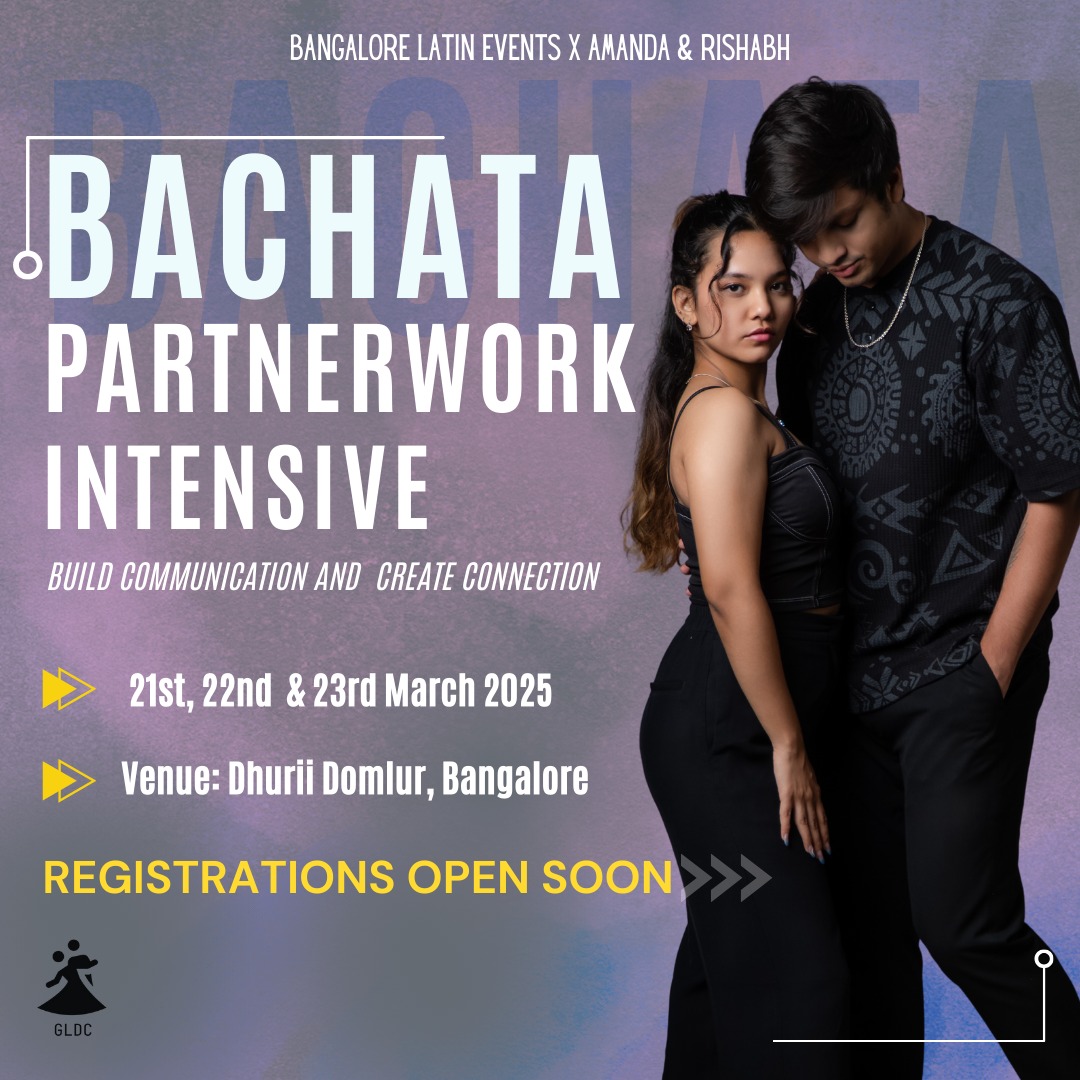 BANGALORE LATIN EVENTS X AMANDA & RISHABH
BACHATA
BACHATA
PARTNERWORK
INTENSIVE
BUILD COMMUNICATION AND CREATE CONNECTION
21st, 22nd & 23rd March 2025
Venue: Dhurii Domlur, Bangalore
REGISTRATIONS OPEN SOON
GLDC